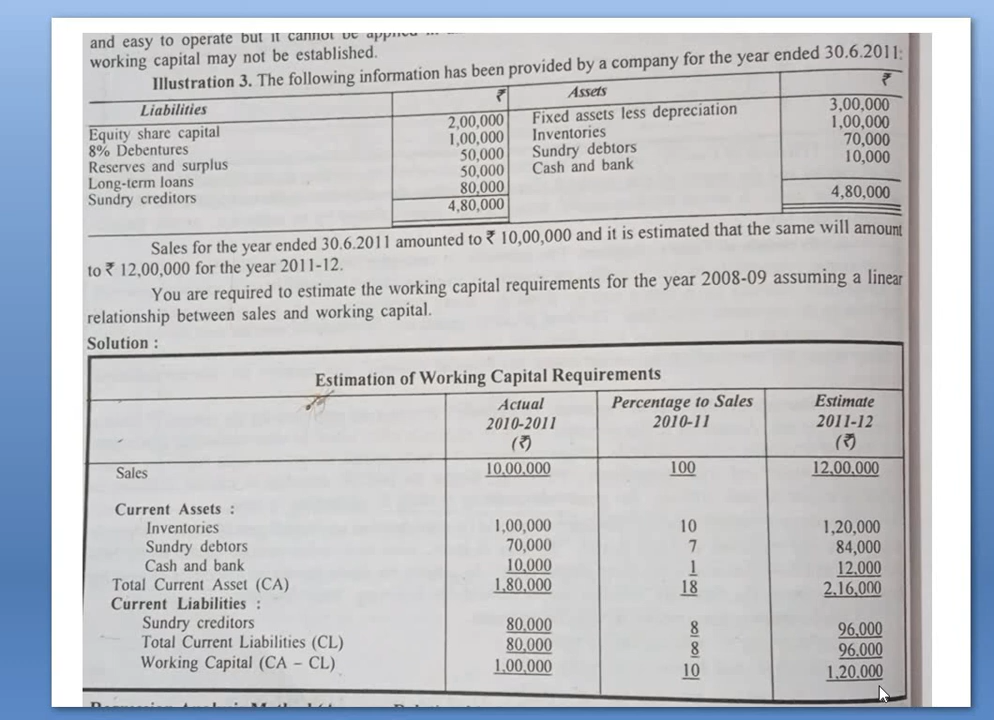 and easy to operate but it cannot be
working capital may not be established.
Illustration 3. The following information has been provided by a company for the year ended 30.6.2011:
Liabilities ₹ Assets ₹
Equity share capital 2,00,000 Fixed assets less depreciation 3,00,000
8% Debentures 1,00,000 Inventories 1,00,000
Reserves and surplus 50,000 Sundry debtors 70,000
Long-term loans 50,000 Cash and bank 10,000
Sundry creditors 80,000
4,80,000 4,80,000
Sales for the year ended 30.6.2011 amounted to ₹ 10,00,000 and it is estimated that the same will amount
to ₹ 12,00,000 for the year 2011-12.
You are required to estimate the working capital requirements for the year 2008-09 assuming a linear
relationship between sales and working capital.
Solution :
Estimation of Working Capital Requirements
Actual Percentage to Sales Estimate
2010-2011 2010-11 2011-12
(₹) (₹)
Sales 10,00,000 100 12,00,000
Current Assets :
Inventories 1,00,000 10 1,20,000
Sundry debtors 70,000 7 84,000
Cash and bank 10,000 1 12,000
Total Current Asset (CA) 1,80,000 18 2,16,000
Current Liabilities :
Sundry creditors 80,000 8 96,000
Total Current Liabilities (CL) 80,000 8 96,000
Working Capital (CA – CL) 1,00,000 10 1,20,000